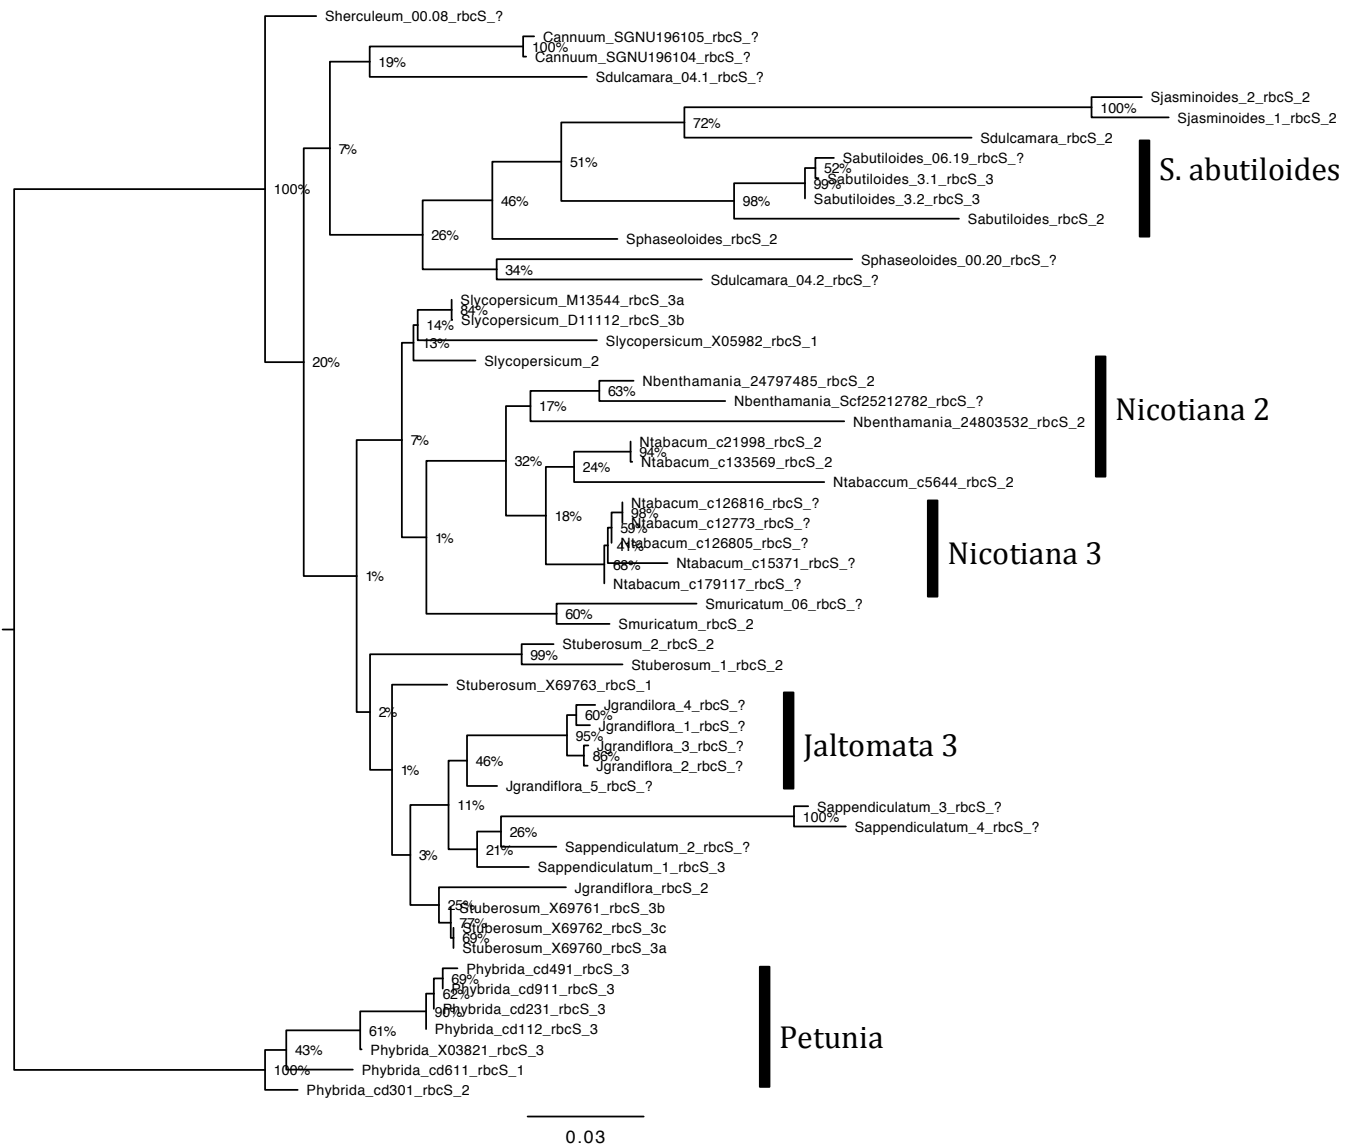 Sherculeum_00.08_rbcS_?
Cannuum_SGNU196105_rbcS_?
100%
Cannuum_SGNU196104_rbcS_?
19%
Sdulcamara_04.1_rbcS_?
Sjasminoides_2_rbcS_2
100%
Sjasminoides_1_rbcS_2
72%
Sdulcamara_rbcS_2
7%
51%
Sabutiloides_06.19_rbcS_?
52%
S. abutiloides
Sabutiloides_3.1_rbcS_3
99%
100%
46%
98%
Sabutiloides_3.2_rbcS_3
Sabutiloides_rbcS_2
26%
Sphaseoloides_rbcS_2
Sphaseoloides_00.20_rbcS_?
34%
Sdulcamara_04.2_rbcS_?
Slycopersicum_M13544_rbcS_3a
84%
Slycopersicum_D11112_rbcS_3b
14%
13%
Slycopersicum_X05982_rbcS_1
20%
Slycopersicum_2
Nbenthamania_24797485_rbcS_2
63%
Nbenthamania_Scf25212782_rbcS_?
17%
Nicotiana 2
Nbenthamania_24803532_rbcS_2
7%
Ntabacum_c21998_rbcS_2
94%
32%
Ntabacum_c133569_rbcS_2
24%
Ntabaccum_c5644_rbcS_2
Ntabacum_c126816_rbcS_?
98%
18%
Ntabacum_c12773_rbcS_?
59%
1%
Ntabacum_c126805_rbcS_?
41%
Nicotiana 3
Ntabacum_c15371_rbcS_?
68%
1%
Ntabacum_c179117_rbcS_?
Smuricatum_06_rbcS_?
60%
Smuricatum_rbcS_2
Stuberosum_2_rbcS_2
99%
Stuberosum_1_rbcS_2
Stuberosum_X69763_rbcS_1
2%
Jgrandilora_4_rbcS_?
60%
Jgrandiflora_1_rbcS_?
95%
Jgrandiflora_3_rbcS_?
86%
Jaltomata 3
46%
Jgrandiflora_2_rbcS_?
1%
Jgrandiflora_5_rbcS_?
11%
Sappendiculatum_3_rbcS_?
100%
Sappendiculatum_4_rbcS_?
26%
Sappendiculatum_2_rbcS_?
21%
3%
Sappendiculatum_1_rbcS_3
Jgrandiflora_rbcS_2
25%
Stuberosum_X69761_rbcS_3b
77%
Stuberosum_X69762_rbcS_3c
69%
Stuberosum_X69760_rbcS_3a
Phybrida_cd491_rbcS_3
69%
Phybrida_cd911_rbcS_3
62%
Phybrida_cd231_rbcS_3
90%
Phybrida_cd112_rbcS_3
61%
Petunia
43%
Phybrida_X03821_rbcS_3
100%
Phybrida_cd611_rbcS_1
Phybrida_cd301_rbcS_2
0.03